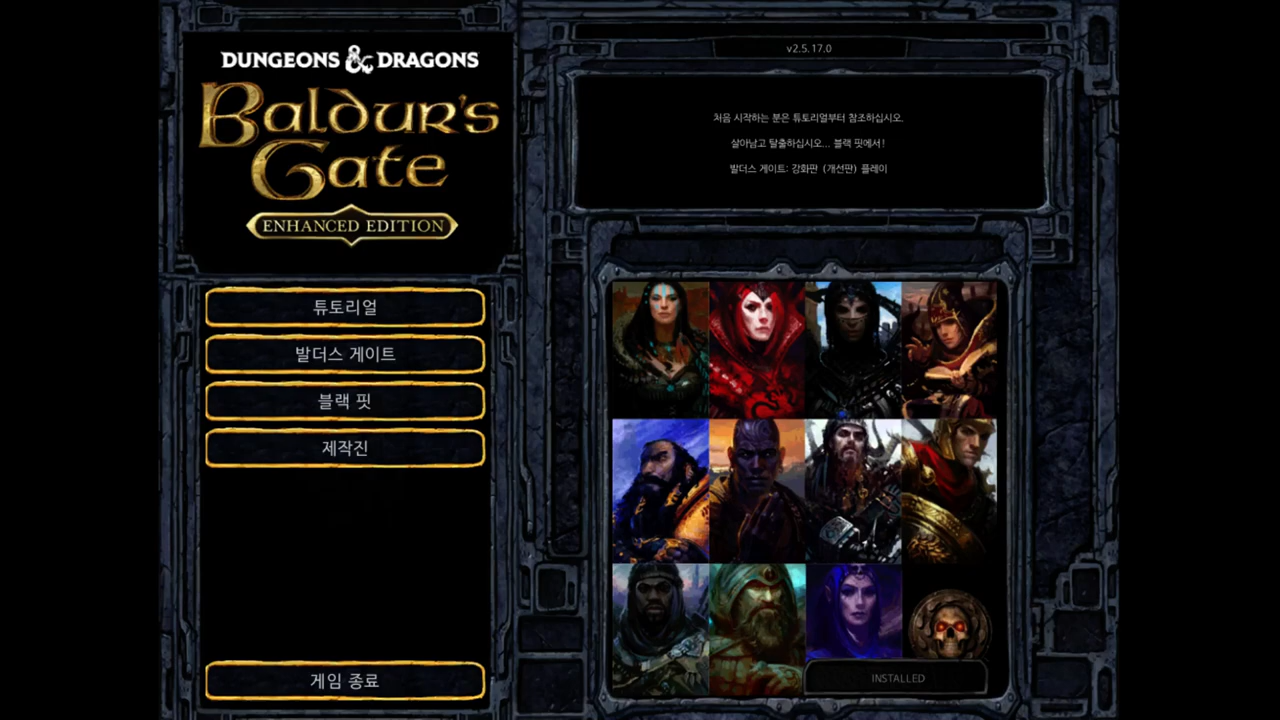 DUNGEONS & DRAGONS
BALDUR'S
GATE
ENHANCED EDITION
튜토리얼
발더스 게이트
블랙 핏
제작진
게임 종료
v2.5.17.0
처음 시작하는 분은 튜토리얼부터 참조하십시오.
살아남고 탈출하십시오... 블랙 핏에서!
발더스 게이트: 강화판 (개선판) 플레이
INSTALLED